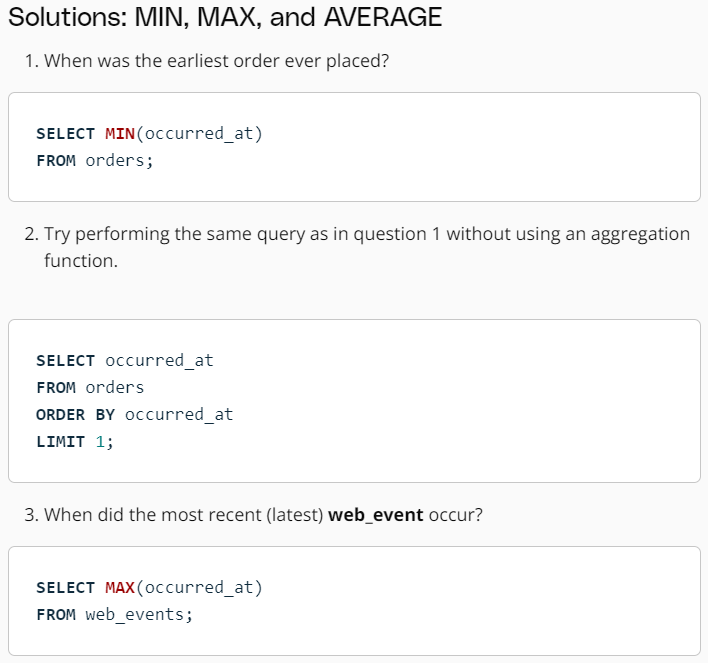 Solutions: MIN, MAX, and AVERAGE
1. When was the earliest order ever placed?
SELECT MIN(occurred_at)
FROM orders;
2. Try performing the same query as in question 1 without using an aggregation
function.
SELECT occurred_at
FROM orders
ORDER BY occurred_at
LIMIT 1;
3. When did the most recent (latest) web_event occur?
SELECT MAX(occurred_at)
FROM web_events;